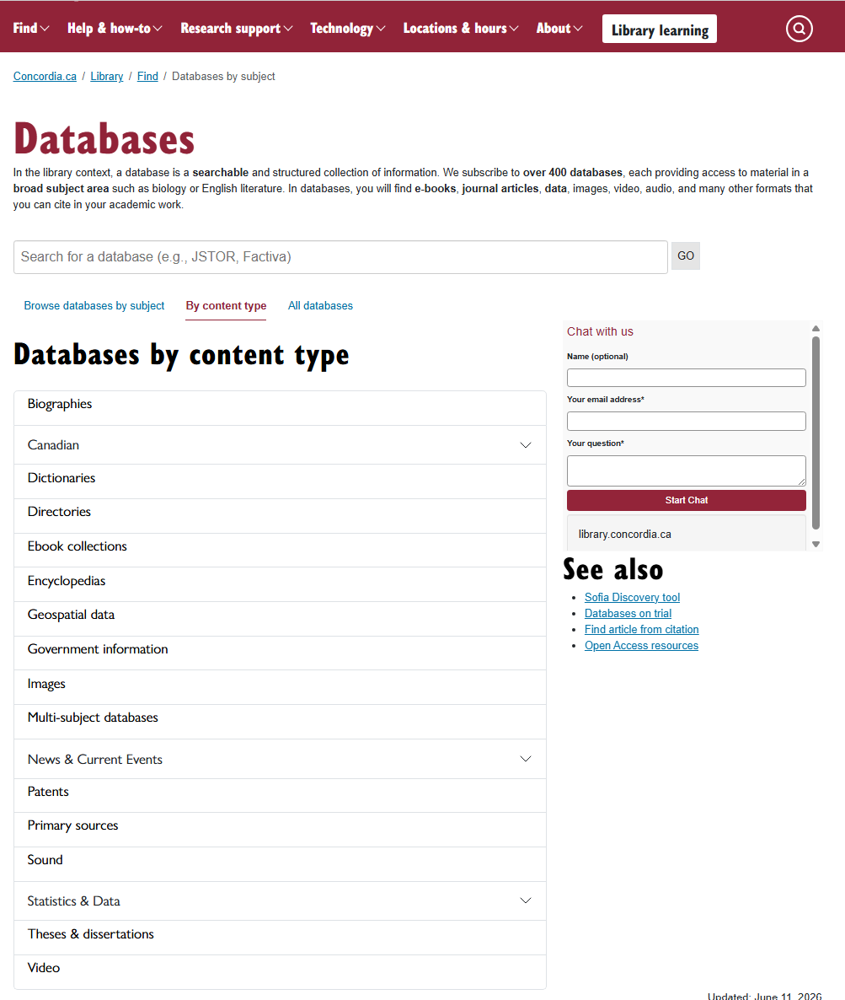 Find Help & how-to Research support Technology Locations & hours About Library learning
Concordia.ca / Library / Find / Databases by subject
Databases
In the library context, a database is a searchable and structured collection of information. We subscribe to over 400 databases, each providing access to material in a
broad subject area such as biology or English literature. In databases, you will find e-books, journal articles, data, images, video, audio, and many other formats that
you can cite in your academic work.
Search for a database (e.g., JSTOR, Factiva) GO
Browse databases by subject By content type All databases
Databases by content type
Biographies
Canadian
Dictionaries
Directories
Ebook collections
Encyclopedias
Geospatial data
Government information
Images
Multi-subject databases
News & Current Events
Patents
Primary sources
Sound
Statistics & Data
Theses & dissertations
Video
Chat with us
Name (optional)
Your email address*
Your question*
Start Chat
library.concordia.ca
See also
Sofia Discovery tool
Databases on trial
Find article from citation
Open Access resources
Updated: June 11, 2026